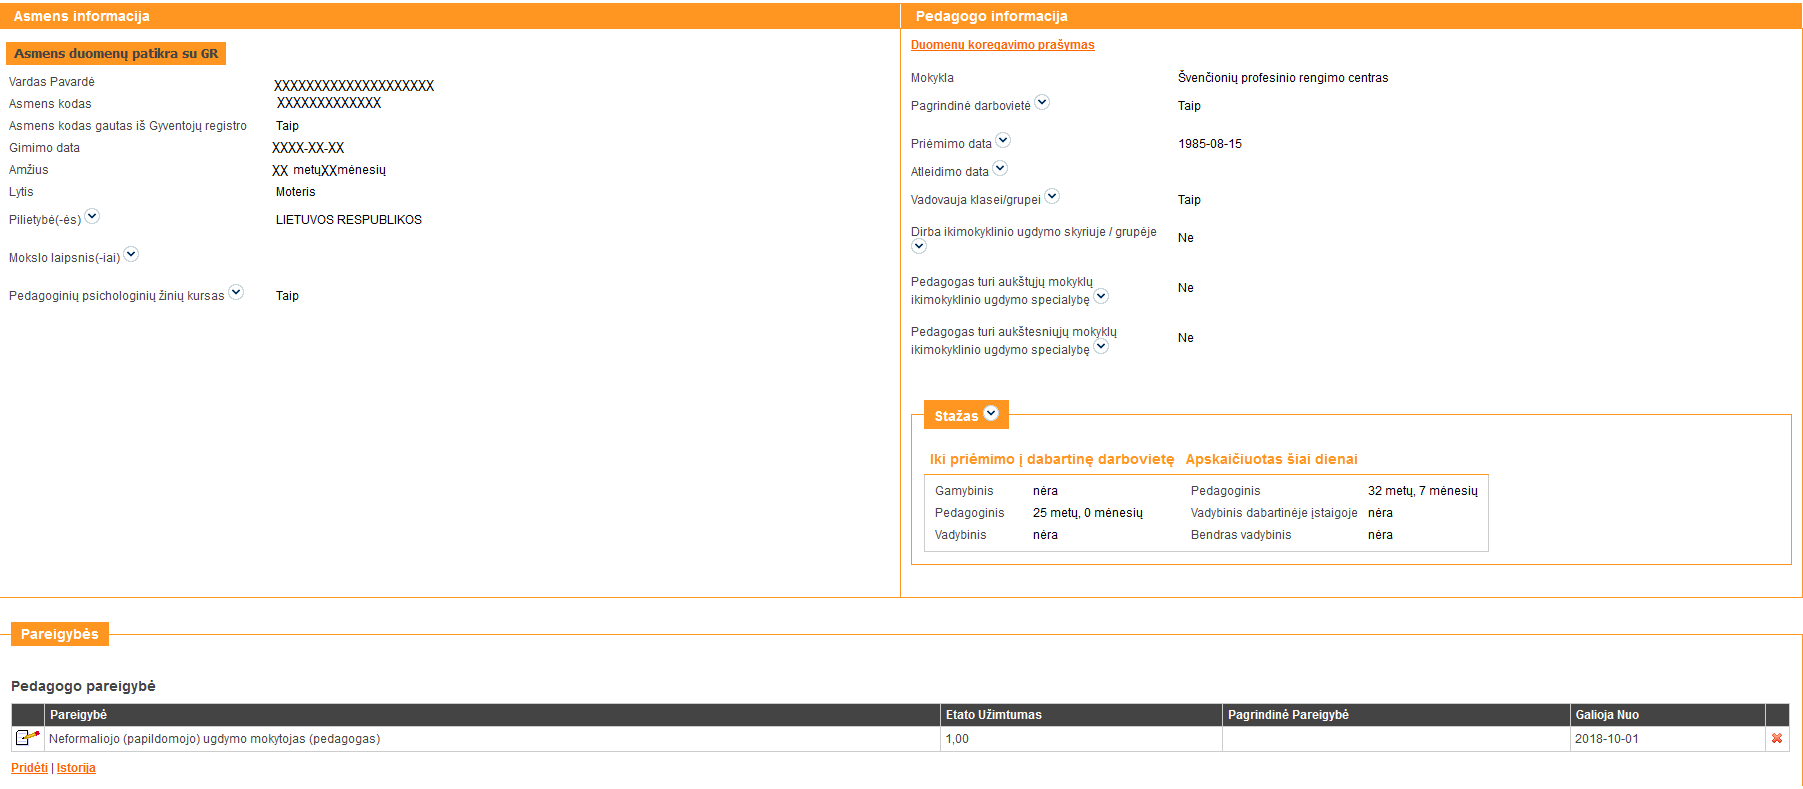 Asmens informacija
Asmens duomenų patikra su GR
Vardas Pavardė XXXXXXXXXXXXXXXXXXXX
Asmens kodas XXXXXXXXXXXXX
Asmens kodas gautas iš Gyventojų registro Taip
Gimimo data XXXX-XX-XX
Amžius XX metųXXmėnesių
Lytis Moteris
Pilietybė(-ės) LIETUVOS RESPUBLIKOS
Mokslo laipsnis(-iai)
Pedagoginių psichologinių žinių kursas Taip
Pedagogo informacija
Duomenų koregavimo prašymas
Mokykla Švenčionių profesinio rengimo centras
Pagrindinė darbovietė Taip
Priėmimo data 1985-08-15
Atleidimo data
Vadovauja klasei/grupei Taip
Dirba ikimokyklinio ugdymo skyriuje / grupėje Ne
Pedagogas turi aukštųjų mokyklų
ikimokyklinio ugdymo specialybę Ne
Pedagogas turi aukštesniųjų mokyklų
ikimokyklinio ugdymo specialybę Ne
Stažas
Iki priėmimo į dabartinę darbovietę Apskaičiuotas šiai dienai
Gamybinis nėra Pedagoginis 32 metų, 7 mėnesių
Pedagoginis 25 metų, 0 mėnesių Vadybinis dabartinėje įstaigoje nėra
Vadybinis nėra Bendras vadybinis nėra
Pareigybės
Pedagogo pareigybė
Pareigybė Etato Užimtumas Pagrindinė Pareigybė Galioja Nuo
Neformaliojo (papildomojo) ugdymo mokytojas (pedagogas) 1,00 2018-10-01
Pridėti | Istorija